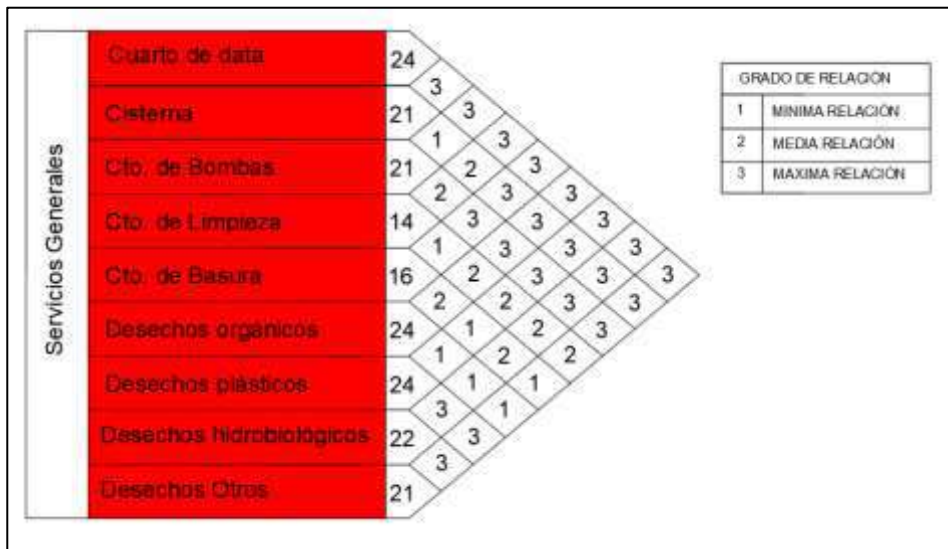 Servicios Generales
Cuarto de data 24
3
Cisterna 21 3
1 3
Cto. de Bombas 21 2 3
2 3 3
Cto. de Limpieza 14 3 3 3
1 3 3 3
Cto. de Basura 16 2 3 3 3
2 2 3 3
Desechos orgánicos 24 1 2 3
1 2 2
Desechos plásticos 24 1 1
3 1
Desechos hidrobiológicos 22 3
3
Desechos Otros 21
GRADO DE RELACIÓN
1 MINIMA RELACIÓN
2 MEDIA RELACIÓN
3 MAXIMA RELACIÓN